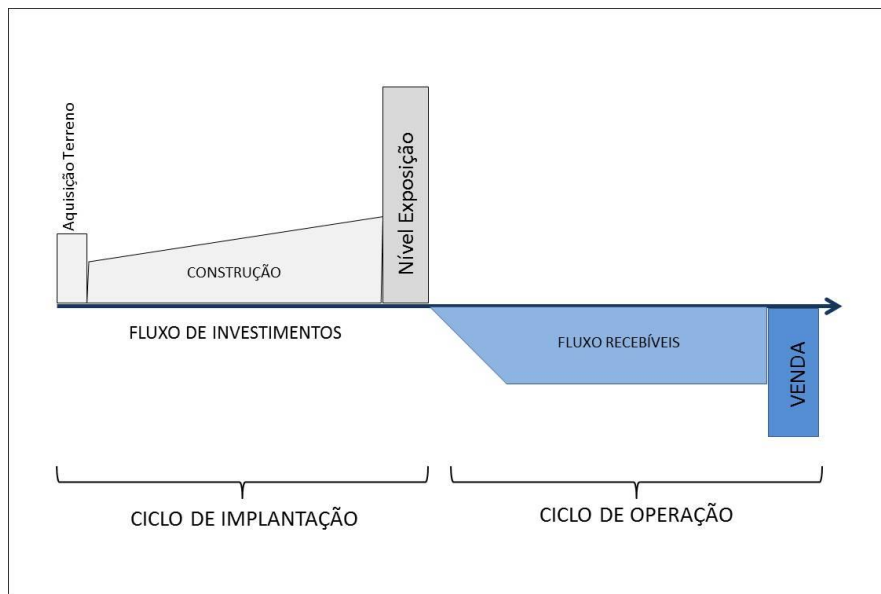 Aquisição Terreno
CONSTRUÇÃO
Nível Exposição
FLUXO DE INVESTIMENTOS
FLUXO RECEBÍVEIS
VENDA
CICLO DE IMPLANTAÇÃO
CICLO DE OPERAÇÃO